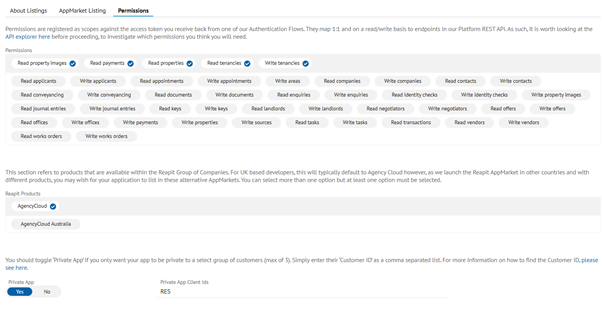 About Listings AppMarket Listing Permissions
Permissions are registered as scopes against the access token you receive back from one of our Authentication Flows. They map 1:1 and on a read/write basis to endpoints in our Platform REST API. As such, it is worth looking at the
API explorer here before proceeding, to investigate which permissions you think you will need.
Permissions
Read property images Read payments Read properties Read tenancies Write tenancies
Read applicants Write applicants Read appointments Write appointments Write areas Read companies Write companies Read contacts Write contacts
Read conveyancing Write conveyancing Read documents Write documents Read enquiries Write enquiries Read identity checks Write identity checks Write property images
Read journal entries Write journal entries Read keys Write keys Read landlords Write landlords Read negotiators Write negotiators Read offers Write offers
Read offices Write offices Write payments Write properties Write sources Read tasks Write tasks Read transactions Read vendors Write vendors
Read works orders Write works orders
This section refers to products that are available within the Reapit Group of Companies. For UK based developers, this will typically default to Agency Cloud however, as we launch the Reapit AppMarket in other countries and with
different products, you may wish for your application to list in these alternative AppMarkets. You can select more than one option but at least one option must be selected.
Reapit Products
AgencyCloud
AgencyCloud Australia
You should toggle 'Private App' if you only want your app to be private to a select group of customers (max of 3). Simply enter their 'Customer ID' as a comma separated list. For more information on how to find the Customer ID, please
see here.
Private App Private App Client Ids
Yes No RES